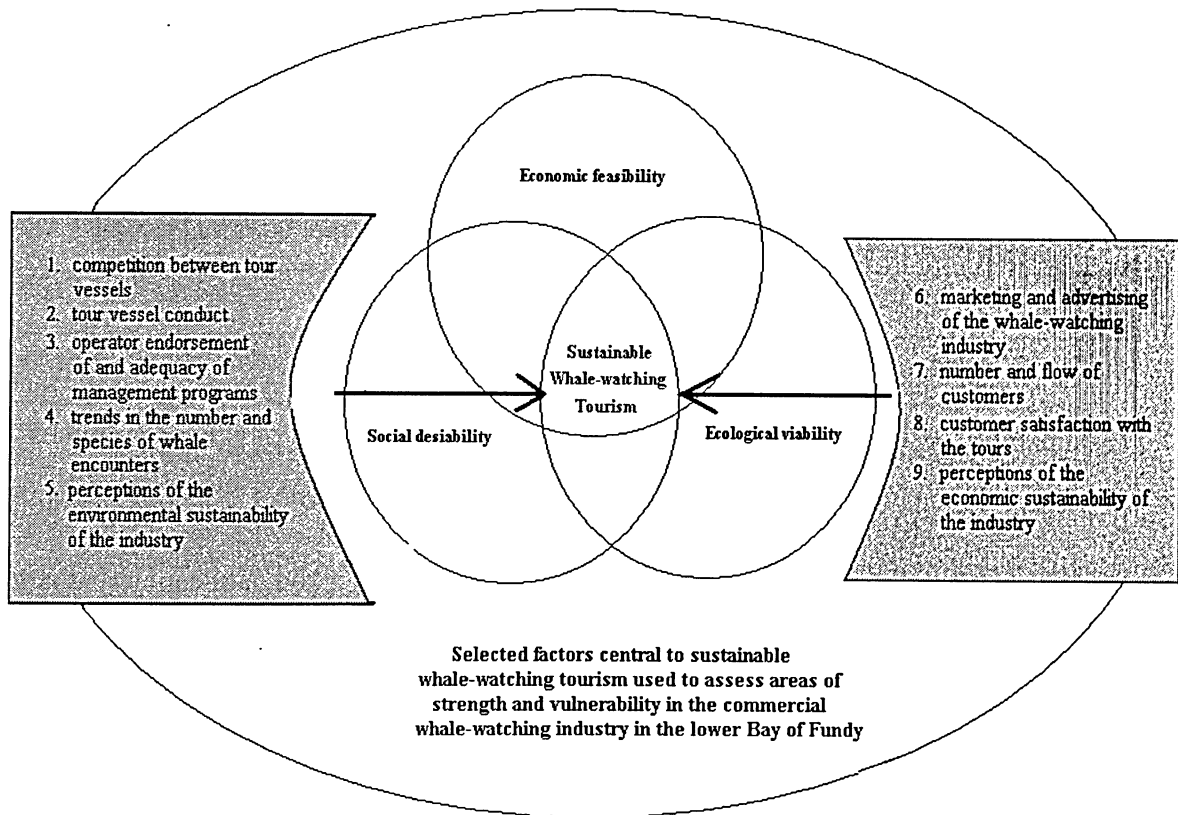 Economic feasibility
1. competition between tour
vessels
2. tour vessel conduct
3. operator endorsement
of and adequacy of
management programs
4. trends in the number and
species of whale
encounters
5. perceptions of the
environmental sustainability
of the industry
Sustainable
Whale-watching
Tourism
Social desiability
Ecological viability
6. marketing and advertising
of the whale-watching
industry
7. number and flow of
customers
8. customer satisfaction with
the tours
9. perceptions of the
economic sustainability of
the industry
Selected factors central to sustainable
whale-watching tourism used to assess areas of
strength and vulnerability in the commercial
whale-watching industry in the lower Bay of Fundy